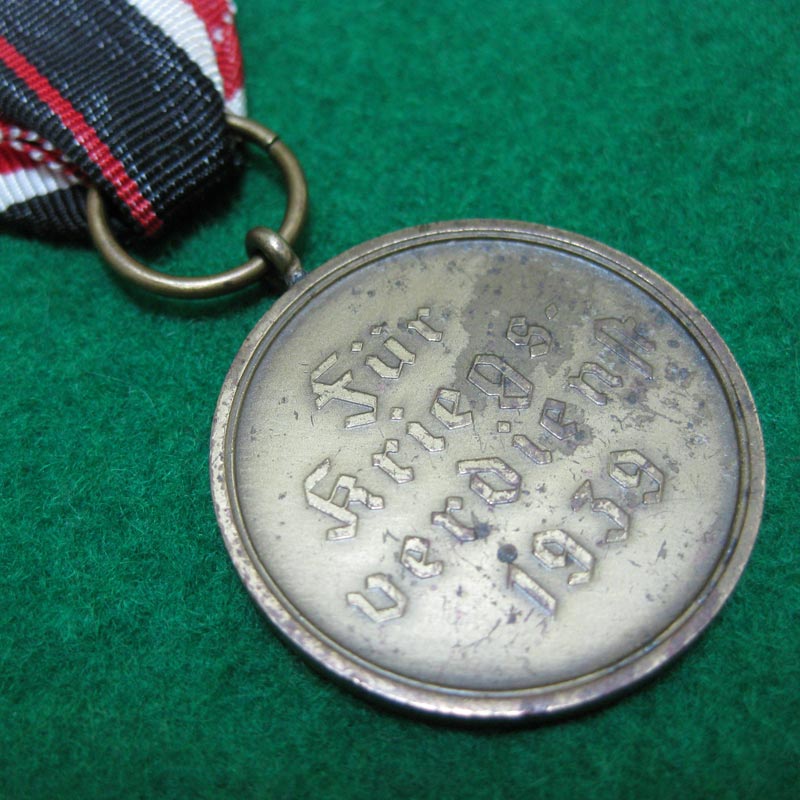 Für
Kriegs-
verdienst
1939